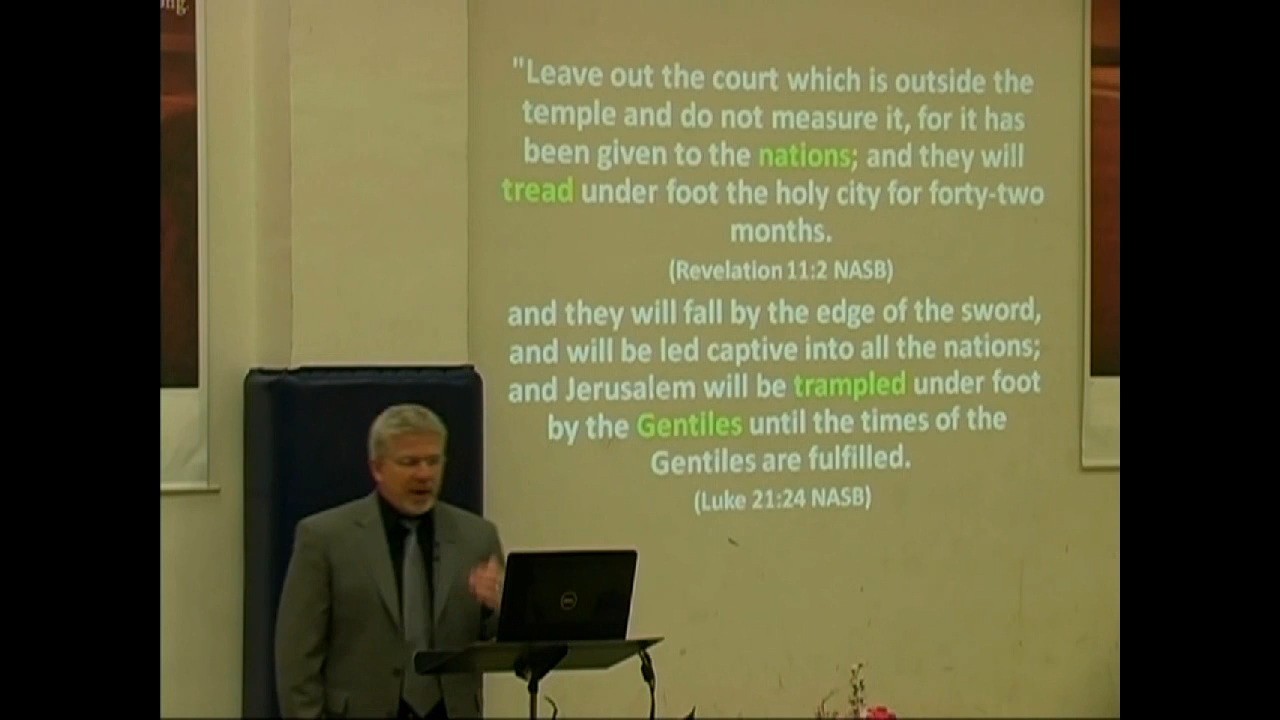 "Leave out the court which is outside the
temple and do not measure it, for it has
been given to the nations; and they will
tread under foot the holy city for forty-two
months.
(Revelation 11:2 NASB)
and they will fall by the edge of the sword,
and will be led captive into all the nations;
and Jerusalem will be trampled under foot
by the Gentiles until the times of the
Gentiles are fulfilled.
(Luke 21:24 NASB)
DELL